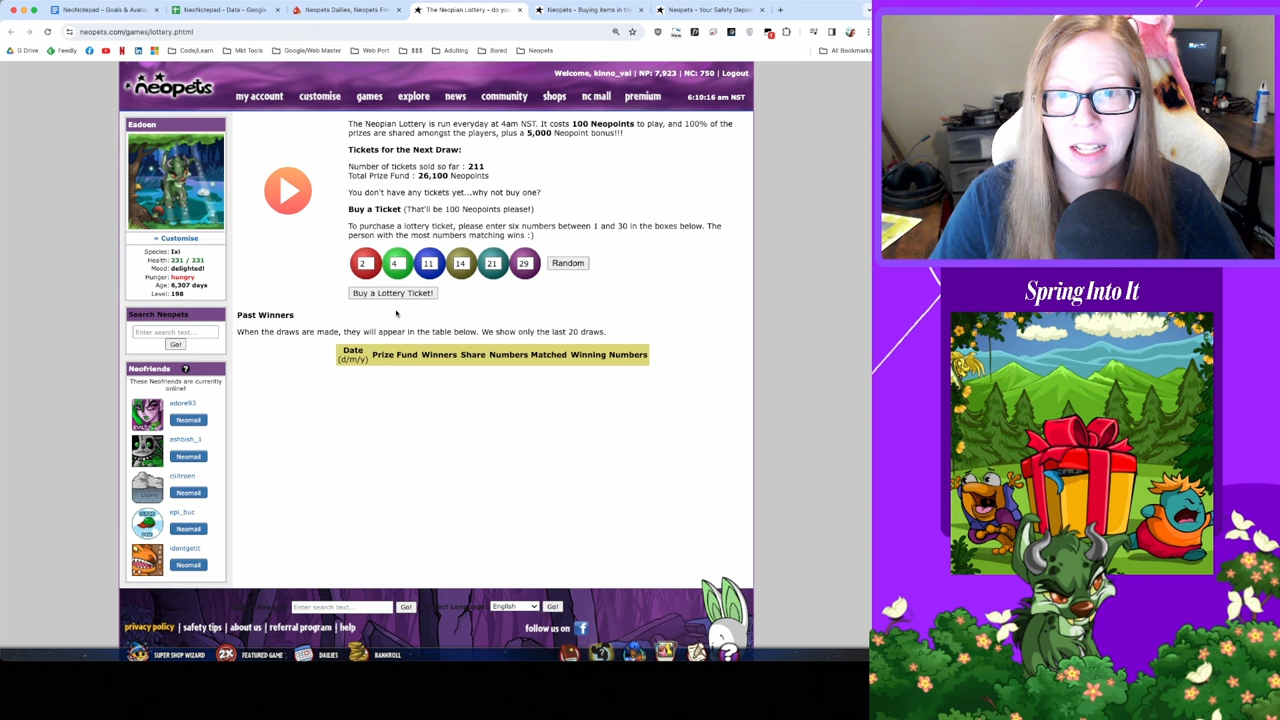 NeoNotepad - Goals & Avata
NeoNotepad - Data - Google
Neopets Dailies, Neopets Fre
The Neopian Lottery - do yo
Neopets - Buying items in the
Neopets - Your Safety Depos
neopets.com/games/lottery.phtml
G Drive
Feedly
Code/Learn
Mkt Tools
Google/Web Master
Web Port
$$$
Adulting
Bored
Neopets
All Bookmarks
neopets
Welcome, kinno_val | NP: 7,923 | NC: 750 | Logout
my account customise games explore news community shops nc mall premium
6:10:16 am NST
Eadoen
» Customise
Species: Ixi
Health: 231 / 231
Mood: delighted!
Hunger: hungry
Age: 6,307 days
Level: 198
Search Neopets
Enter search text...
Go!
Neofriends ?
These Neofriends are currently
online!
adore93
Neomail
ashbish_1
Neomail
Neomail
epi_buc
Neomail
idontgetit
Neomail
The Neopian Lottery is run everyday at 4am NST. It costs 100 Neopoints to play, and 100% of the
prizes are shared amongst the players, plus a 5,000 Neopoint bonus!!!
Tickets for the Next Draw:
Number of tickets sold so far : 211
Total Prize Fund : 26,100 Neopoints
You don't have any tickets yet...why not buy one?
Buy a Ticket (That'll be 100 Neopoints please!)
To purchase a lottery ticket, please enter six numbers between 1 and 30 in the boxes below. The
person with the most numbers matching wins :)
2 4 11 14 21 29 Random
Buy a Lottery Ticket!
Past Winners
When the draws are made, they will appear in the table below. We show only the last 20 draws.
Date
(d/m/y) Prize Fund Winners Share Numbers Matched Winning Numbers
Enter search text...
Go!
Language:
English
Go!
privacy policy | safety tips | about us | referral program | help
follow us on f
SUPER SHOP WIZARD
2X FEATURED GAME
DAILIES
BANKROLL
Spring Into It